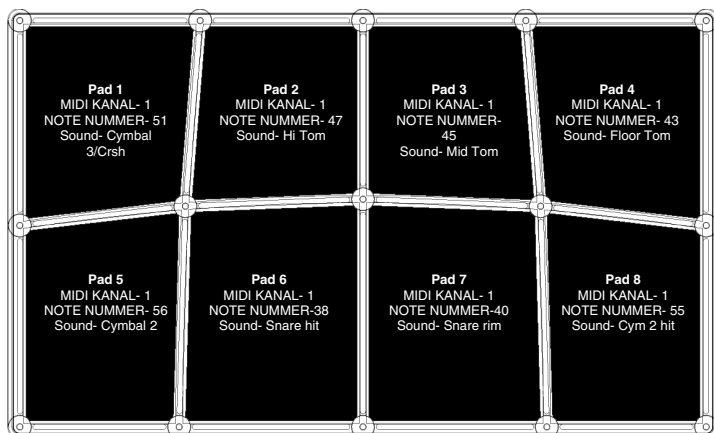 Pad 1
MIDI KANAL- 1
NOTE NUMMER- 51
Sound- Cymbal
3/Crsh
Pad 2
MIDI KANAL- 1
NOTE NUMMER- 47
Sound- Hi Tom
Pad 3
MIDI KANAL- 1
NOTE NUMMER-
45
Sound- Mid Tom
Pad 4
MIDI KANAL- 1
NOTE NUMMER- 43
Sound- Floor Tom
Pad 5
MIDI KANAL- 1
NOTE NUMMER- 56
Sound- Cymbal 2
Pad 6
MIDI KANAL- 1
NOTE NUMMER-38
Sound- Snare hit
Pad 7
MIDI KANAL- 1
NOTE NUMMER-40
Sound- Snare rim
Pad 8
MIDI KANAL- 1
NOTE NUMMER- 55
Sound- Cym 2 hit